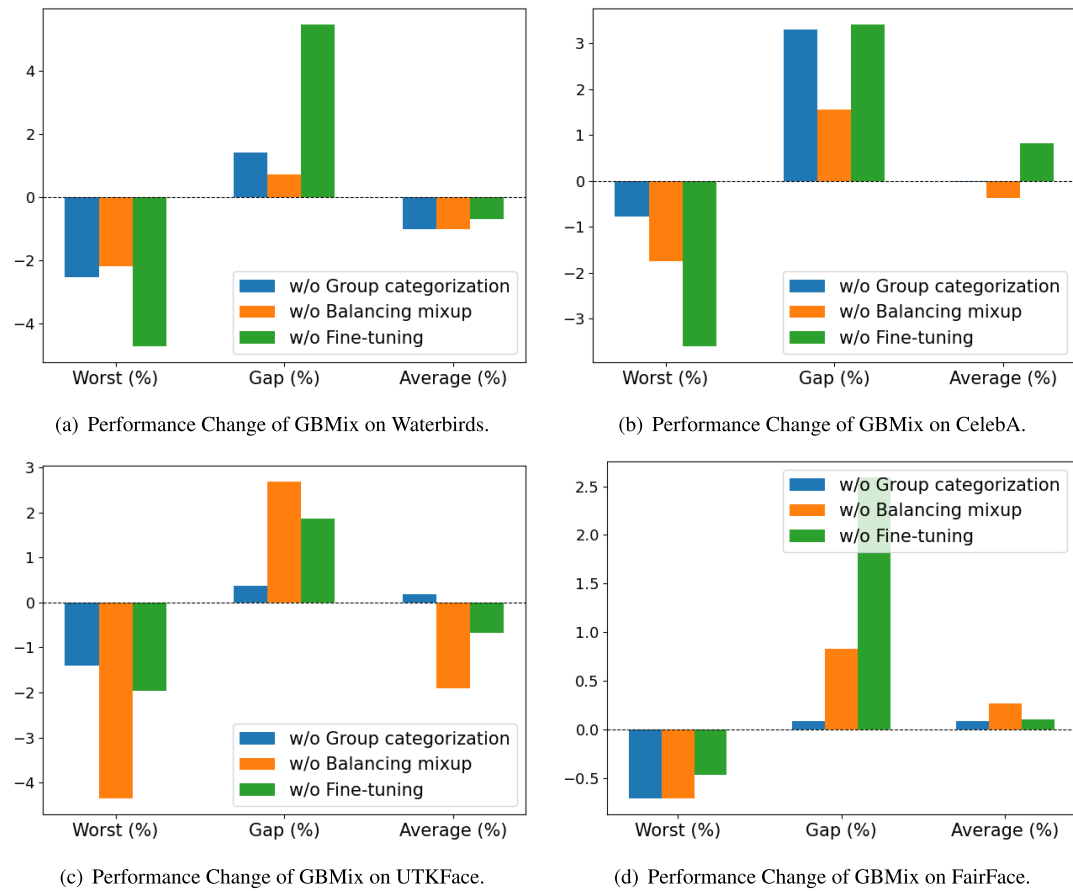 4
2
0
−2
−4
w/o Group categorization
w/o Balancing mixup
w/o Fine-tuning
Worst (%) Gap (%) Average (%)
(a) Performance Change of GBMix on Waterbirds.
3
2
1
0
−1
−2
−3
w/o Group categorization
w/o Balancing mixup
w/o Fine-tuning
Worst (%) Gap (%) Average (%)
(b) Performance Change of GBMix on CelebA.
3
2
1
0
−1
−2
−3
−4
w/o Group categorization
w/o Balancing mixup
w/o Fine-tuning
Worst (%) Gap (%) Average (%)
(c) Performance Change of GBMix on UTKFace.
2.5
2.0
1.5
1.0
0.5
0.0
−0.5
w/o Group categorization
w/o Balancing mixup
w/o Fine-tuning
Worst (%) Gap (%) Average (%)
(d) Performance Change of GBMix on FairFace.